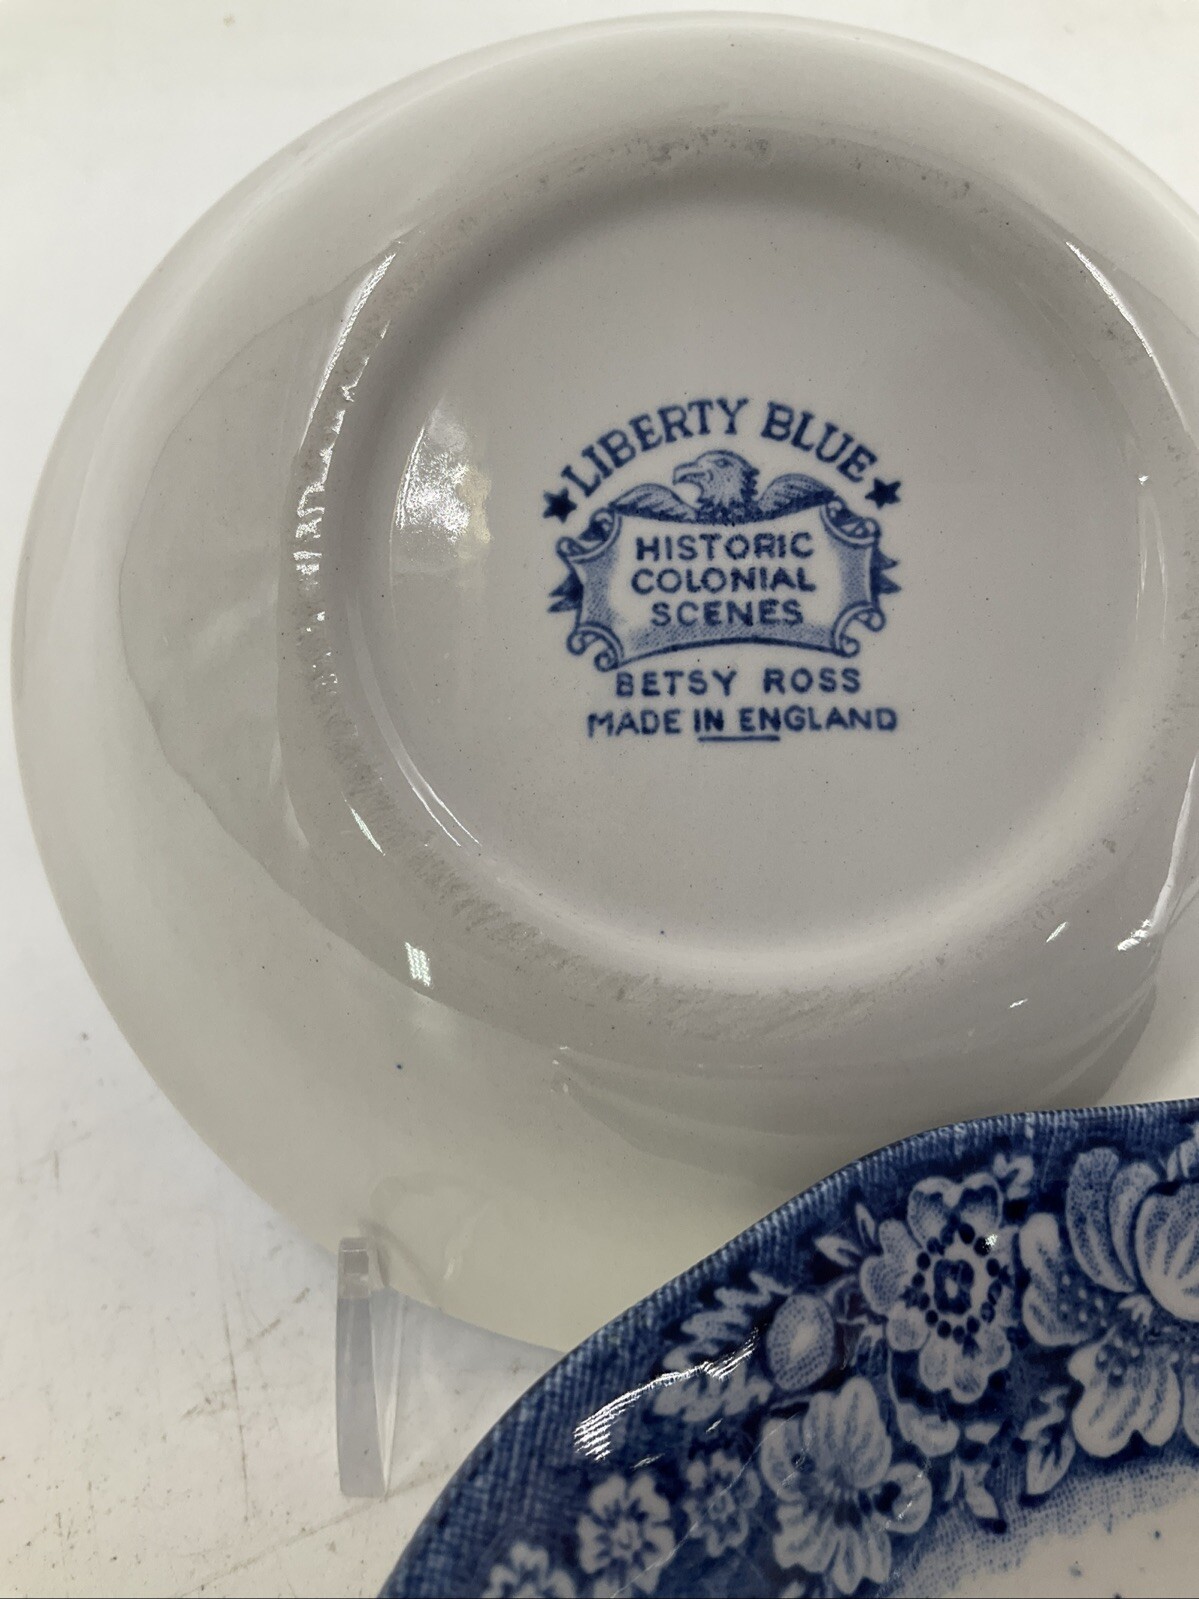 LIBERTY BLUE
HISTORIC
COLONIAL
SCENES
BETSY ROSS
MADE IN ENGLAND